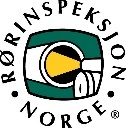 • RØRINSPEKSJON •
NORGE ®